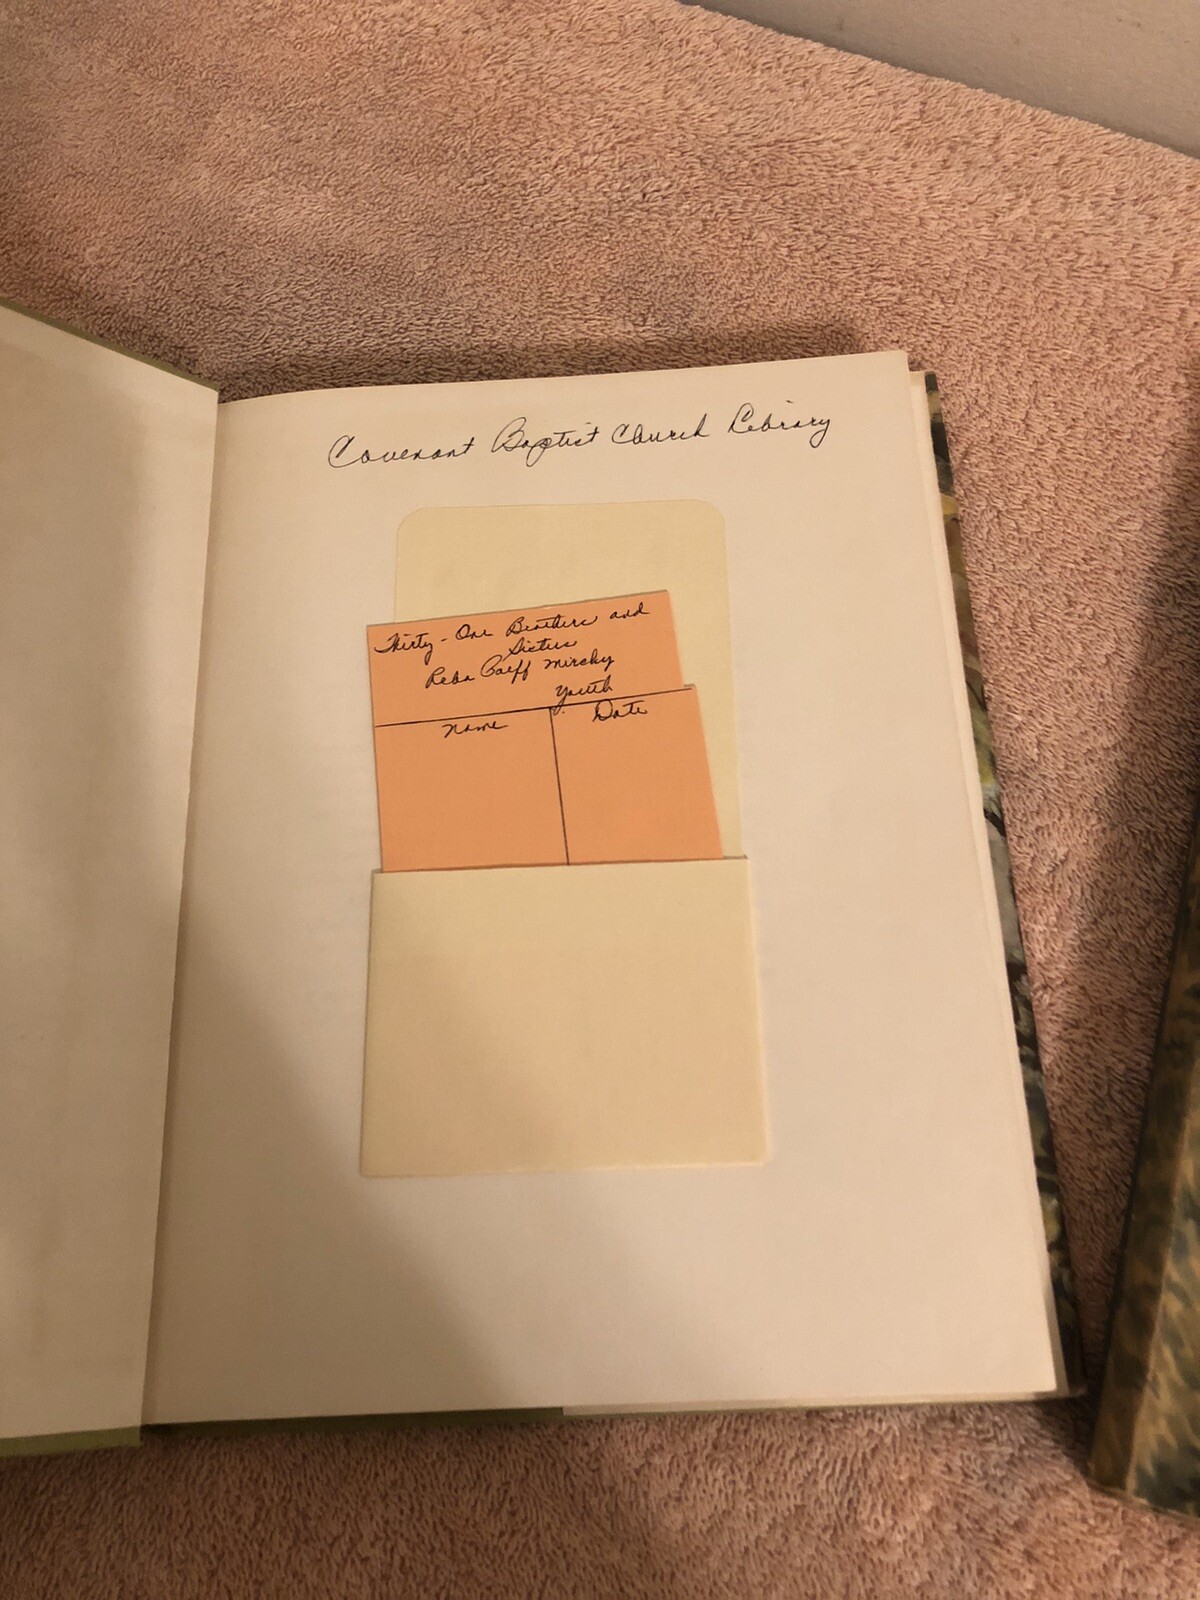 Covenant Baptist Church Library
Thirty-One Brothers and
Sisters
Reba Paeff Mirsky
Youth
Name Date